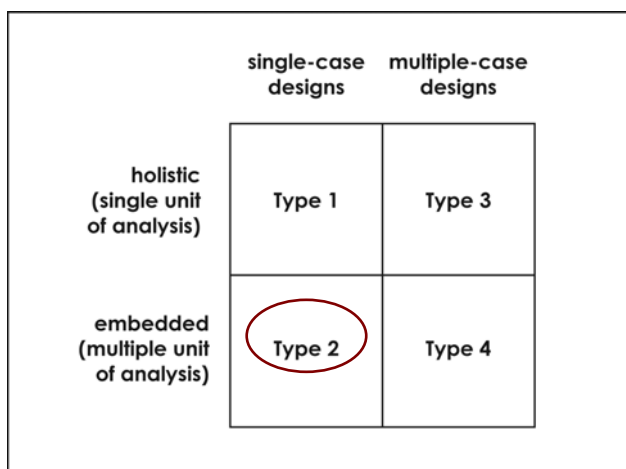 single-case multiple-case
designs designs
holistic
(single unit
of analysis)
Type 1 Type 3
embedded
(multiple unit
of analysis)
Type 2 Type 4